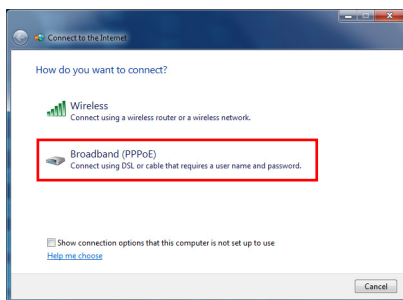 Connect to the Internet
How do you want to connect?
Wireless
Connect using a wireless router or a wireless network.
Broadband (PPPoE)
Connect using DSL or cable that requires a user name and password.
Show connection options that this computer is not set up to use
Help me choose
Cancel